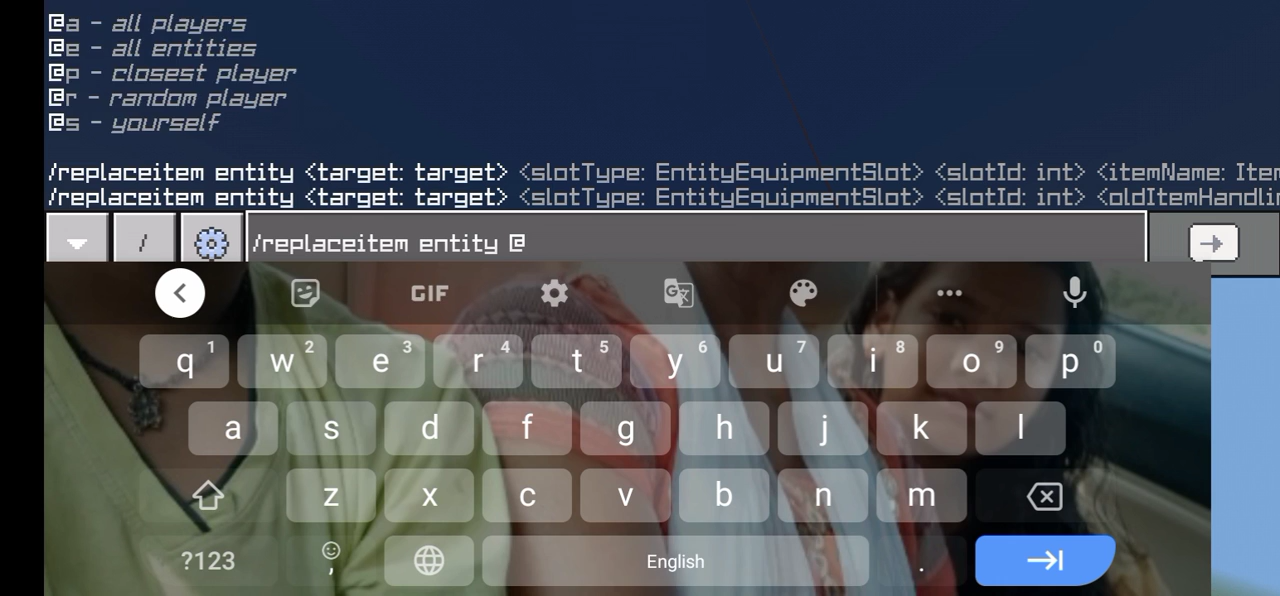 @a - all players
@e - all entities
@p - closest player
@r - random player
@s - yourself
/replaceitem entity <target: target> <slotType: EntityEquipmentSlot> <slotId: int> <itemName: Item
/replaceitem entity <target: target> <slotType: EntityEquipmentSlot> <slotId: int> <oldItemHandlin
/ /replaceitem entity @
GIF
q 1 w 2 e 3 r 4 t 5 y 6 u 7 i 8 o 9 p 0
a s d f g h j k l
z x c v b n m
?123 , English .